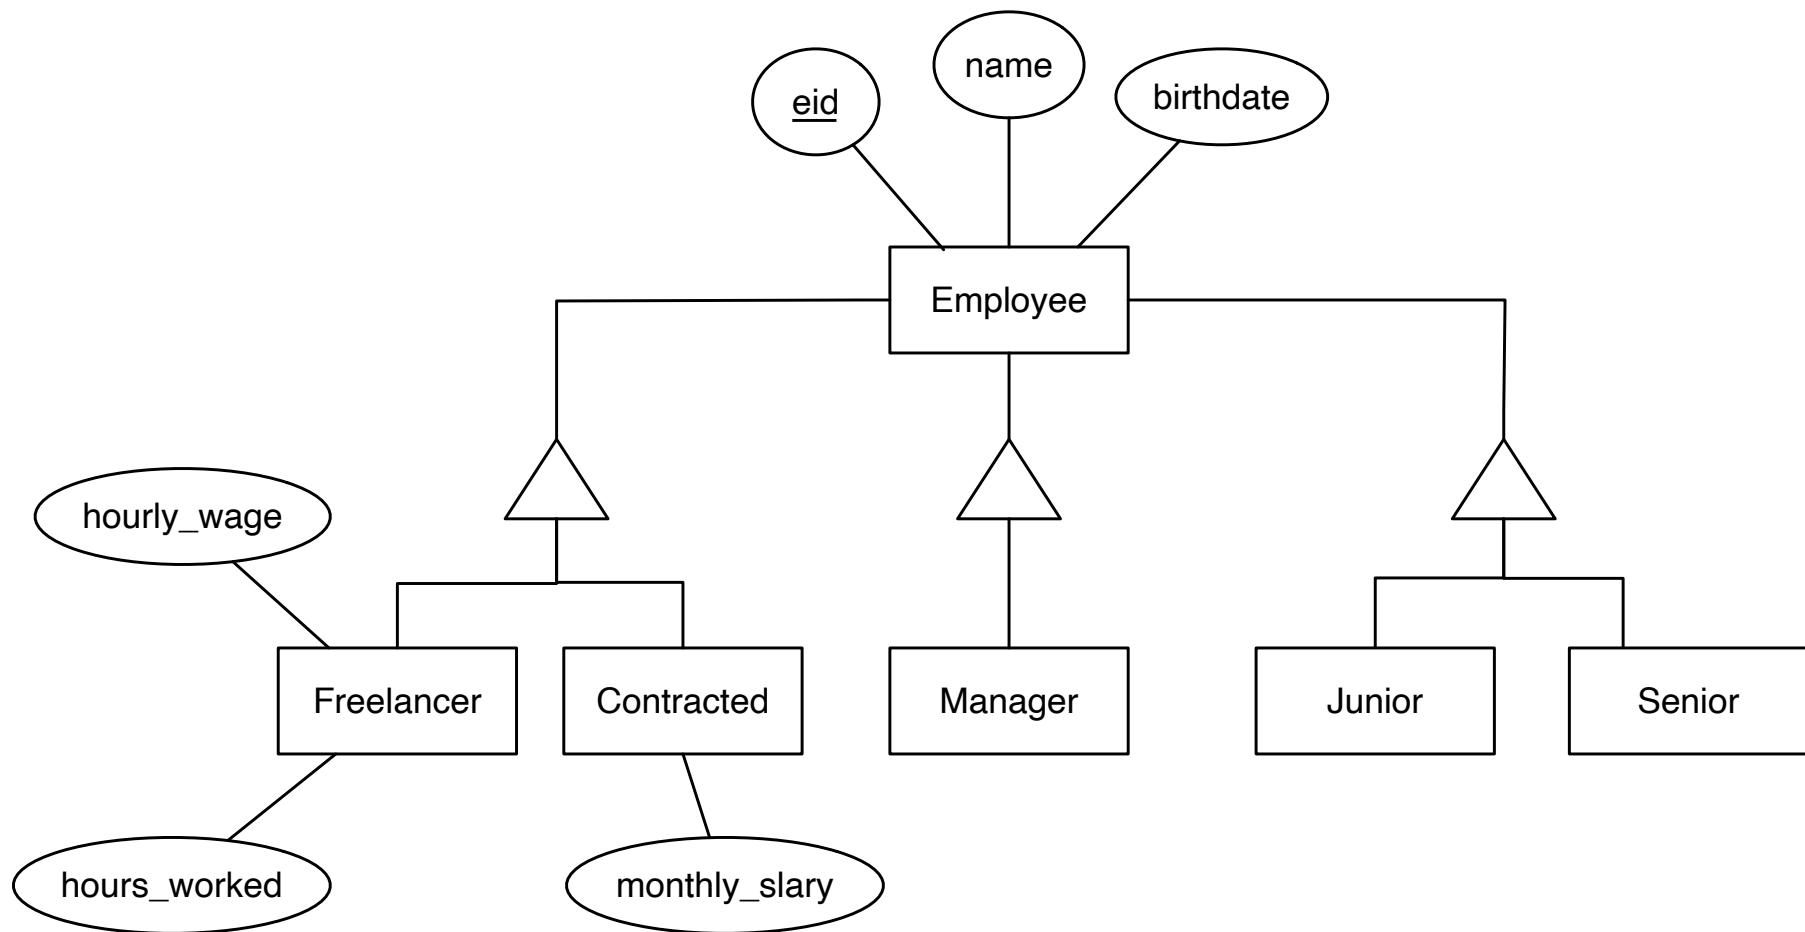 eid
name
birthdate
Employee
hourly_wage
Freelancer
Contracted
Manager
Junior
Senior
hours_worked
monthly_slary